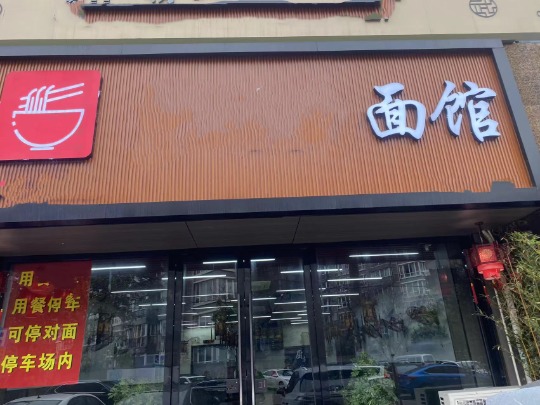 面馆
用
用餐停车
可停对面
停车场内